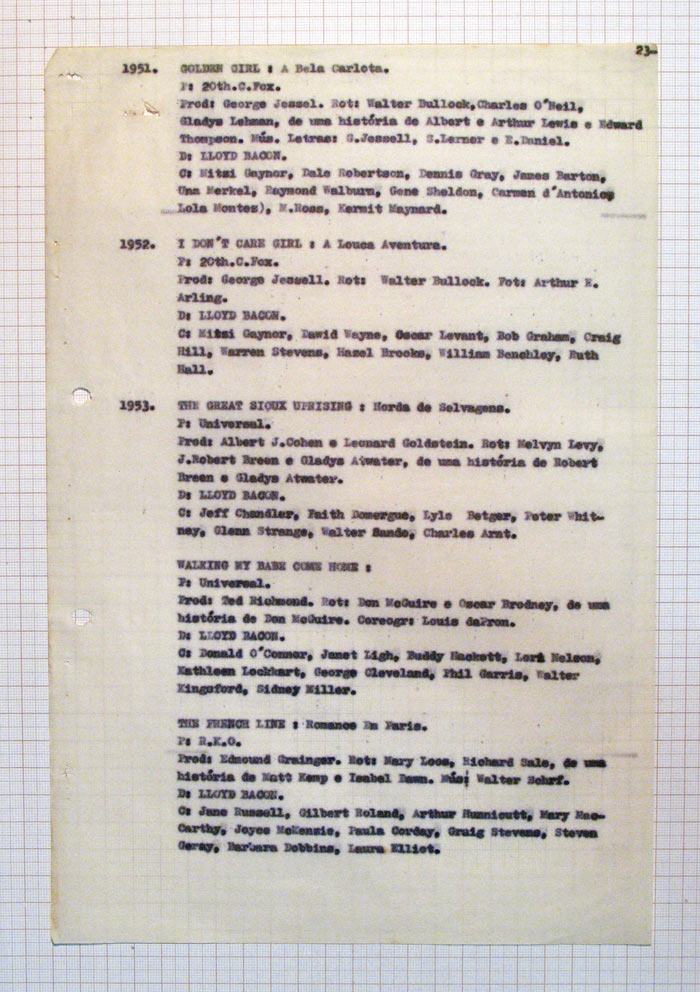 23-
1951. GOLDEN GIRL : A Bela Carlota.
P: 20th.C.Fox.
Prod: George Jessel. Rot: Walter Bullock,Charles O'Neil,
Gladys Lehman, de uma história de Albert e Arthur Lewis e Edward
Thompson. Mús. Letras: G.Jessell, S.Lerner e E.Daniel.
D: LLOYD BACON.
C: Mitzi Gaynor, Dale Robertson, Dennis Gray, James Barton,
Una Merkel, Raymond Walburn, Gene Sheldon, Carmen d'Antonio,
Lola Montez), M.Ross, Kermit Maynard.
1952. I DON'T CARE GIRL : A Louca Aventura.
P: 20th.C.Fox.
Prod: George Jessell. Rot: Walter Bullock. Fot: Arthur E.
Arling.
D: LLOYD BACON.
C: Mitzi Gaynor, David Wayne, Oscar Levant, Bob Graham, Craig
Hill, Warren Stevens, Hazel Brooks, William Benchley, Ruth
Hall.
1953. THE GREAT SIOUX UPRISING : Horda de Selvagens.
P: Universal.
Prod: Albert J.Cohen e Leonard Goldstein. Rot: Melvyn Levy,
J.Robert Breen e Gladys Atwater, de uma história de Robert
Breen e Gladys Atwater.
D: LLOYD BACON.
C: Jeff Chandler, Faith Domergue, Lyle Betger, Peter Whit-
ney, Glenn Strange, Walter Sande, Charles Arnt.
WALKING MY BABE COME HOME :
P: Universal.
Prod: Ted Richmond. Rot: Don McGuire e Oscar Brodney, de uma
história de Don McGuire. Coreogr: Louis daPron.
D: LLOYD BACON.
C: Donald O'Connor, Janet Ligh, Buddy Hackett, Lori Nelson,
Kathleen Lockhart, George Cleveland, Phil Garris, Walter
Kingsford, Sidney Miller.
THE FRENCH LINE : Romance Em Paris.
P: R.K.O.
Prod: Edmound Grainger. Rot: Mary Loos, Richard Sale, de uma
história de Matt Kemp e Isabel Dawn. Mús: Walter Schrf.
D: LLOYD BACON.
C: Jane Russell, Gilbert Roland, Arthur Hunnicutt, Mary Mac-
Carthy, Joyce McKenzie, Paula Corday, Craig Stevens, Steven
Geray, Barbara Dobbins, Laura Elliot.